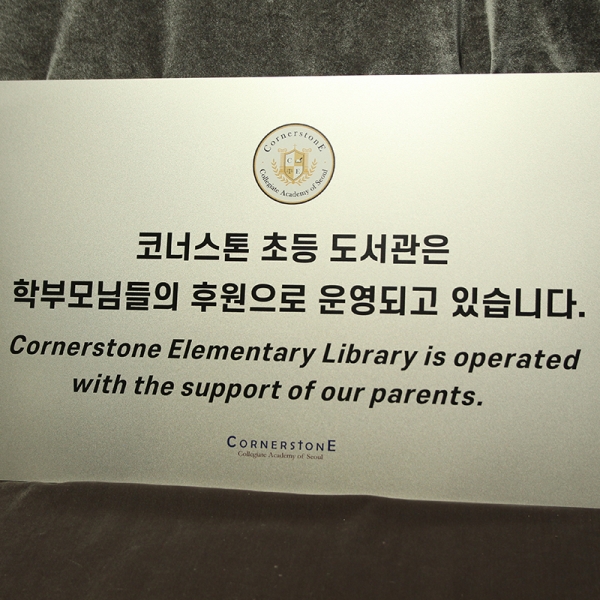 CornerstonE
C
F E
Collegiate Academy of Seoul
코너스톤 초등 도서관은
학부모님들의 후원으로 운영되고 있습니다.
Cornerstone Elementary Library is operated
with the support of our parents.
CORNERSTONE
Collegiate Academy of Seoul